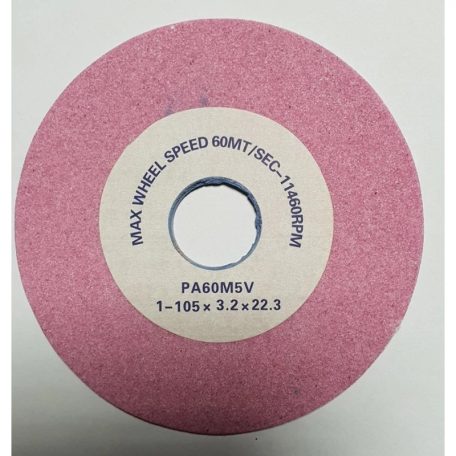 MAX WHEEL SPEED 60MT/SEC-11460RPM
PA60M5V
1-105 x 3.2 x 22.3